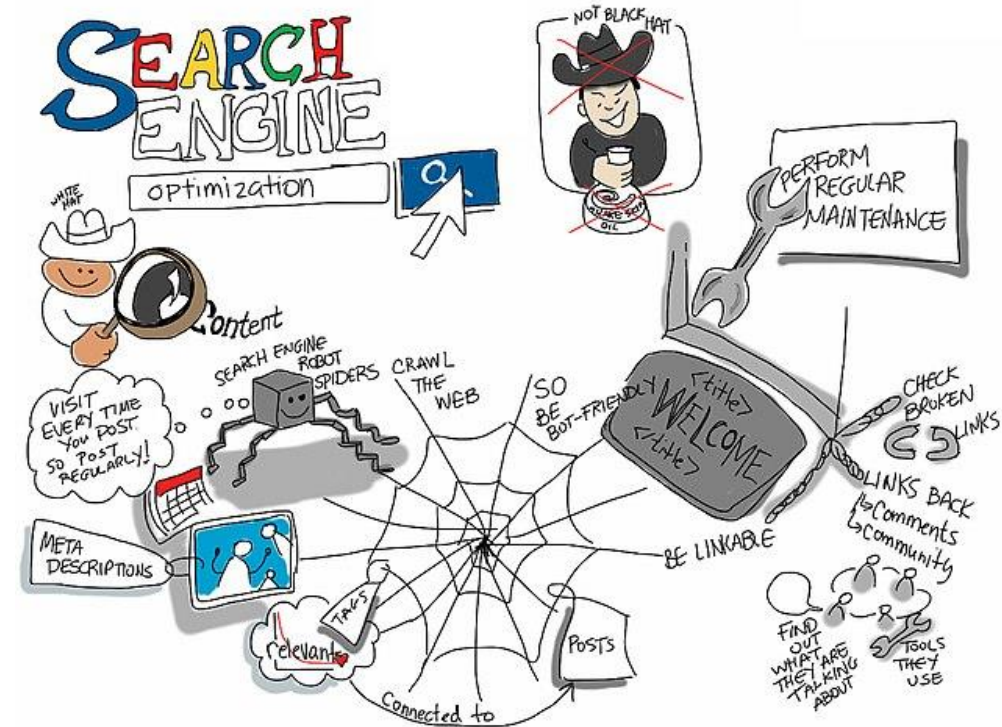 SEARCH
ENGINE
optimization
NOT BLACK HAT
SNAKE SKIN
OIL
PERFORM
REGULAR
MAINTENANCE
WHITE
HAT
Content
SEARCH ENGINE
ROBOT
SPIDERS
CRAWL
THE
WEB
SO
BE
BOT-FRIENDLY
<title>
WELCOME
</title>
CHECK
BROKEN
LINKS
VISIT
EVERY TIME
YOU POST.
SO POST
REGULARLY!
LINKS BACK
↳Comments
↳Community
META
DESCRIPTIONS
BE LINKABLE
TAGS
relevant
POSTS
Connected to
FIND
OUT
WHAT
THEY ARE
TALKING
ABOUT
TOOLS
THEY
USE